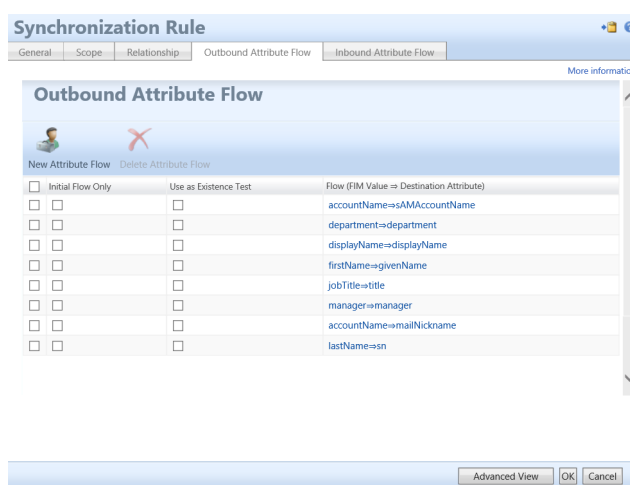 Synchronization Rule
General Scope Relationship Outbound Attribute Flow Inbound Attribute Flow
More informatio
Outbound Attribute Flow
New Attribute Flow Delete Attribute Flow
Initial Flow Only Use as Existence Test Flow (FIM Value ⇒ Destination Attribute)
accountName⇒sAMAccountName
department⇒department
displayName⇒displayName
firstName⇒givenName
jobTitle⇒title
manager⇒manager
accountName⇒mailNickname
lastName⇒sn
Advanced View OK Cancel